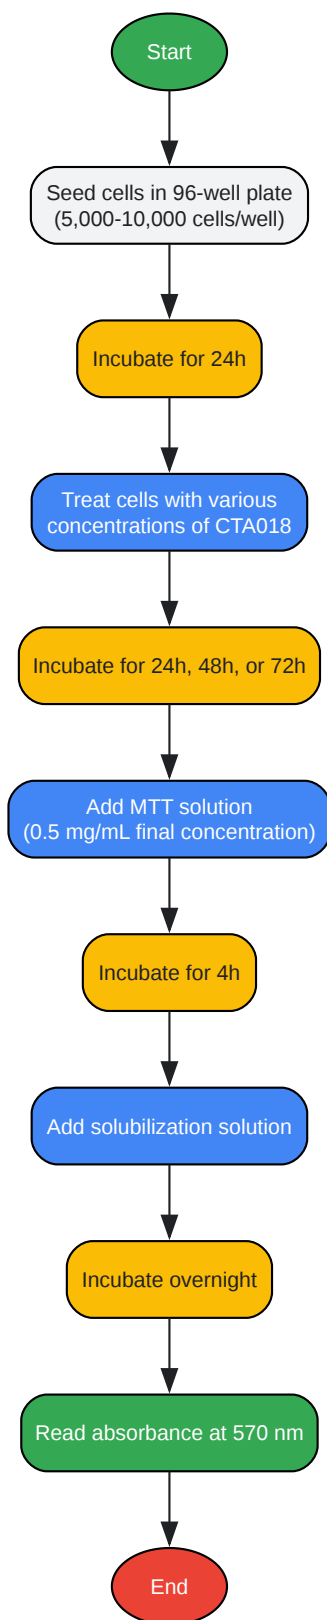 Start
Seed cells in 96-well plate
(5,000-10,000 cells/well)
Incubate for 24h
Treat cells with various
concentrations of CTA018
Incubate for 24h, 48h, or 72h
Add MTT solution
(0.5 mg/mL final concentration)
Incubate for 4h
Add solubilization solution
Incubate overnight
Read absorbance at 570 nm
End